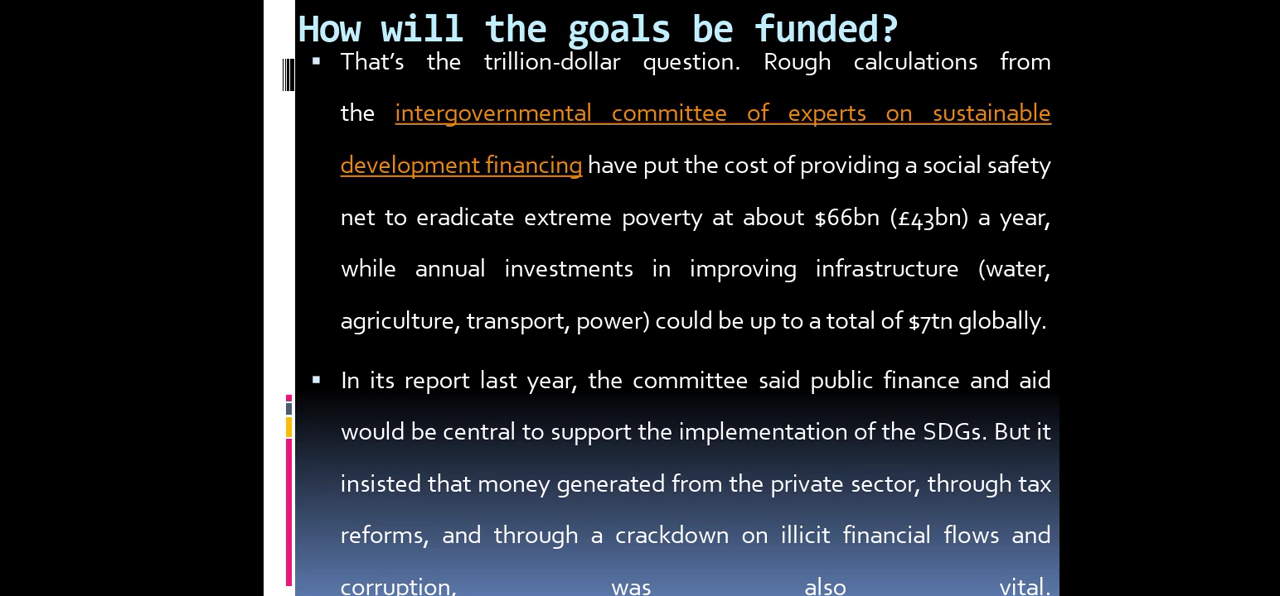 How will the goals be funded?
▪ That’s the trillion-dollar question. Rough calculations from
the intergovernmental committee of experts on sustainable
development financing have put the cost of providing a social safety
net to eradicate extreme poverty at about $66bn (£43bn) a year,
while annual investments in improving infrastructure (water,
agriculture, transport, power) could be up to a total of $7tn globally.
▪ In its report last year, the committee said public finance and aid
would be central to support the implementation of the SDGs. But it
insisted that money generated from the private sector, through tax
reforms, and through a crackdown on illicit financial flows and
corruption, was also vital.